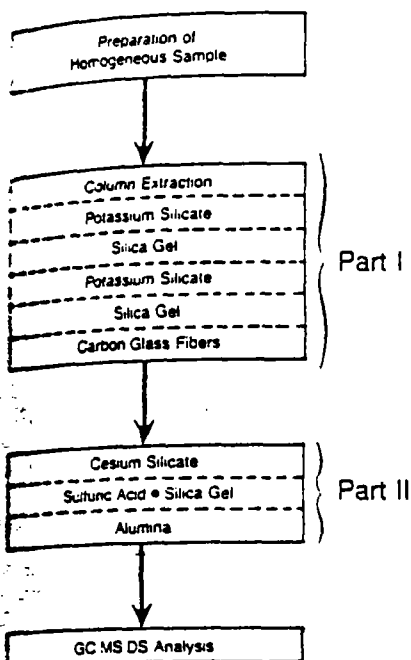 Preparation of
Homogeneous Sample
Column Extraction
Potassium Silicate
Silica Gel
Potassium Silicate
Silica Gel
Carbon Glass Fibers
Part I
Cesium Silicate
Sulfuric Acid • Silica Gel
Alumina
Part II
GC MS DS Analysis